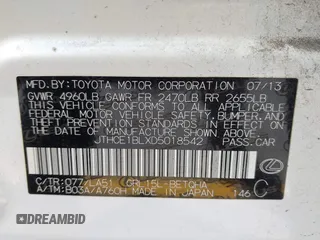 MFD. BY: TOYOTA MOTOR CORPORATION 07/13
GVWR 4960LB GAWR FR 2470LB RR 2655LB
THIS VEHICLE CONFORMS TO ALL APPLICABLE
FEDERAL MOTOR VEHICLE SAFETY, BUMPER, AND
THEFT PREVENTION STANDARDS IN EFFECT ON
THE DATE OF MANUFACTURE SHOWN ABOVE.
JTHCE1BLXD5018542 PASS.CAR
C/TR:077/LA51 GRL15L-BETQHA C
A/TM:B03A/A760H MADE IN JAPAN 146
DealerCheck